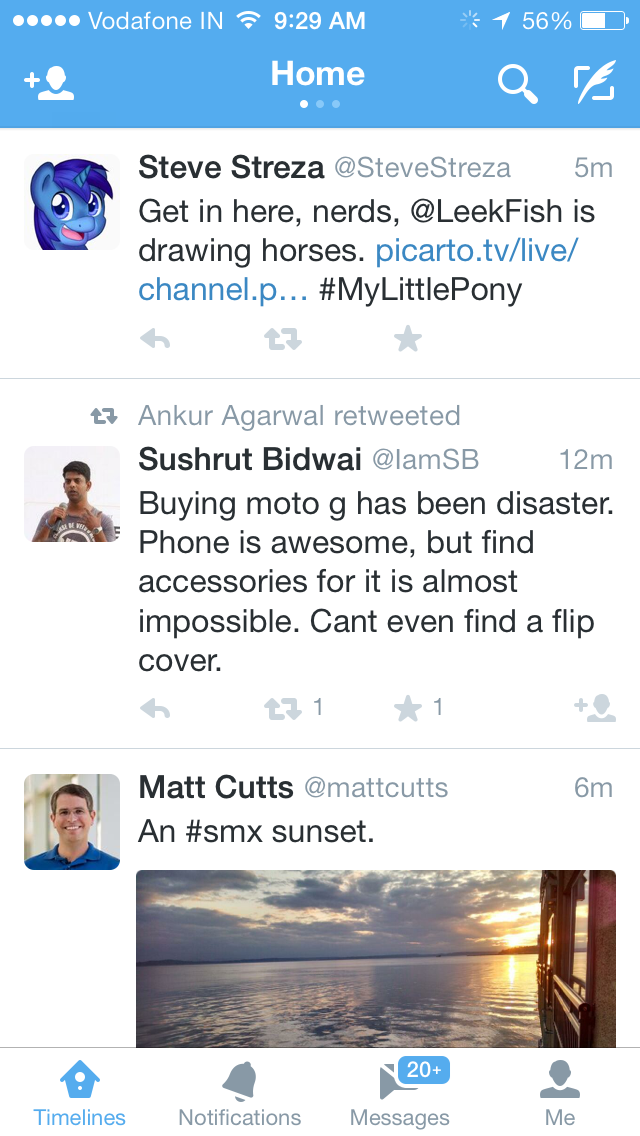 Vodafone IN 9:29 AM 56%
Home
Steve Streza @SteveStreza 5m
Get in here, nerds, @LeekFish is
drawing horses. picarto.tv/live/
channel.p... #MyLittlePony
Ankur Agarwal retweeted
Sushrut Bidwai @IamSB 12m
Buying moto g has been disaster.
Phone is awesome, but find
accessories for it is almost
impossible. Cant even find a flip
cover.
1 1
Matt Cutts @mattcutts 6m
An #smx sunset.
20+
Timelines Notifications Messages Me